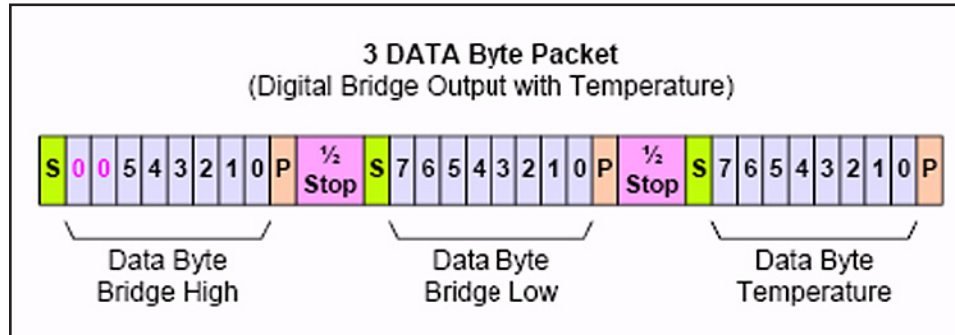 3 DATA Byte Packet
(Digital Bridge Output with Temperature)
S 0 0 5 4 3 2 1 0 P ½ Stop S 7 6 5 4 3 2 1 0 P ½ Stop S 7 6 5 4 3 2 1 0 P
Data Byte Bridge High
Data Byte Bridge Low
Data Byte Temperature